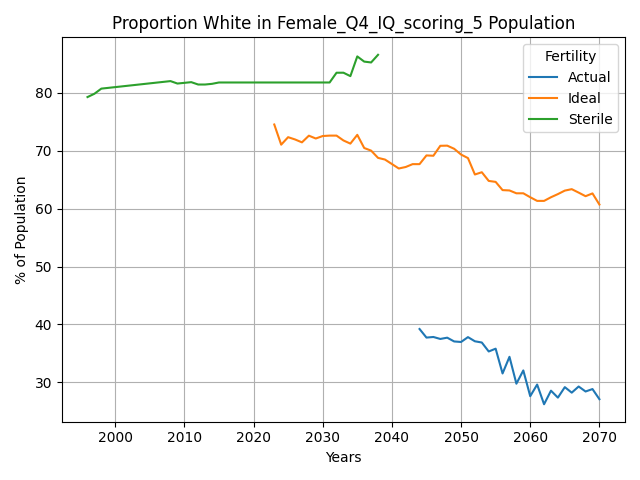 Proportion White in Female_Q4_IQ_scoring_5 Population
Fertility
Actual
Ideal
Sterile
% of Population
80
70
60
50
40
30
2000
2010
2020
2030
2040
2050
2060
2070
Years